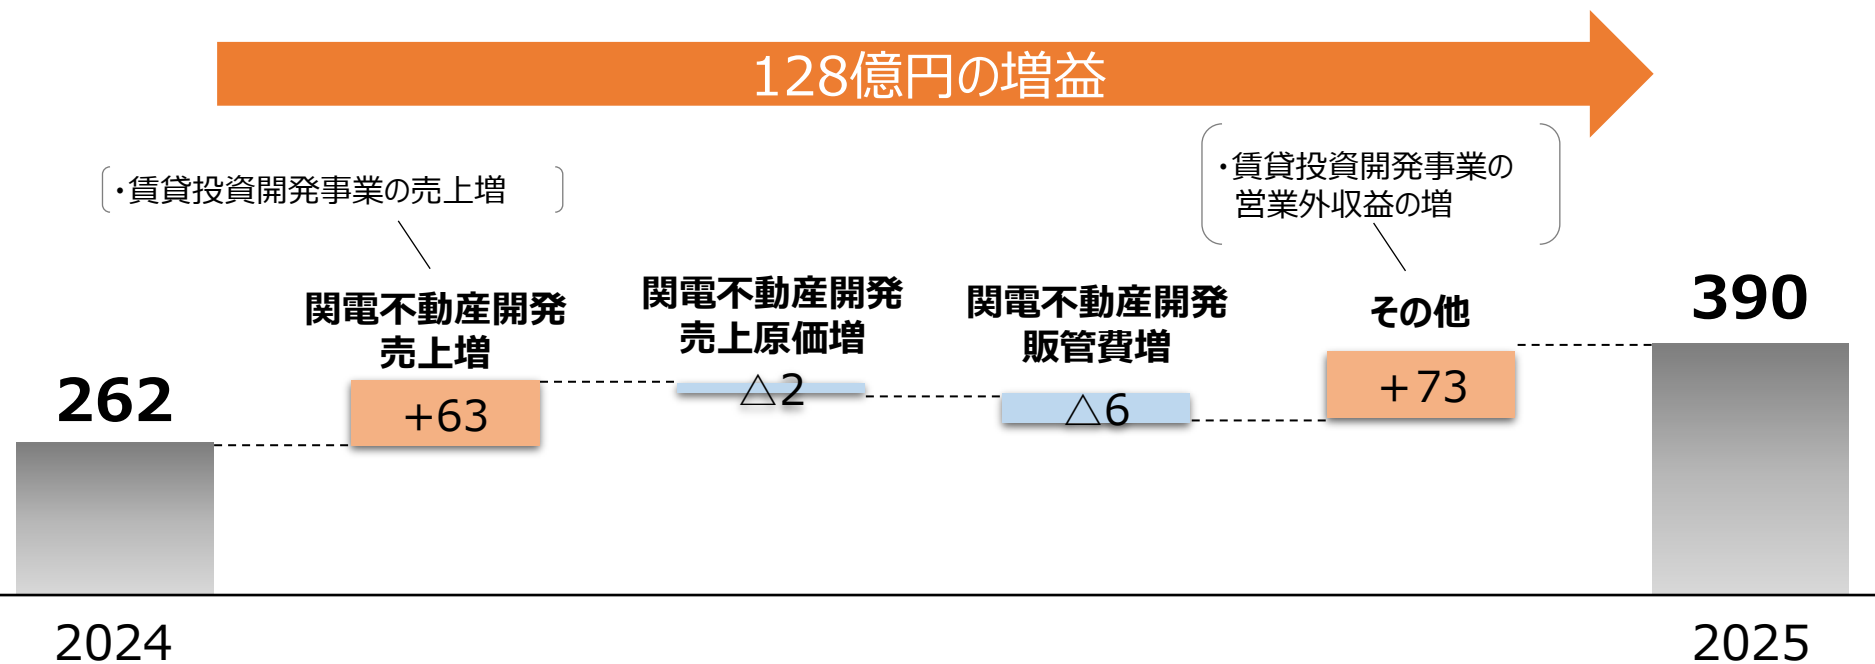 128億円の増益
・賃貸投資開発事業の売上増
・賃貸投資開発事業の
営業外収益の増
関電不動産開発
売上増
関電不動産開発
売上原価増
関電不動産開発
販管費増
その他
262
+63
△2
△6
+73
390
2024
2025